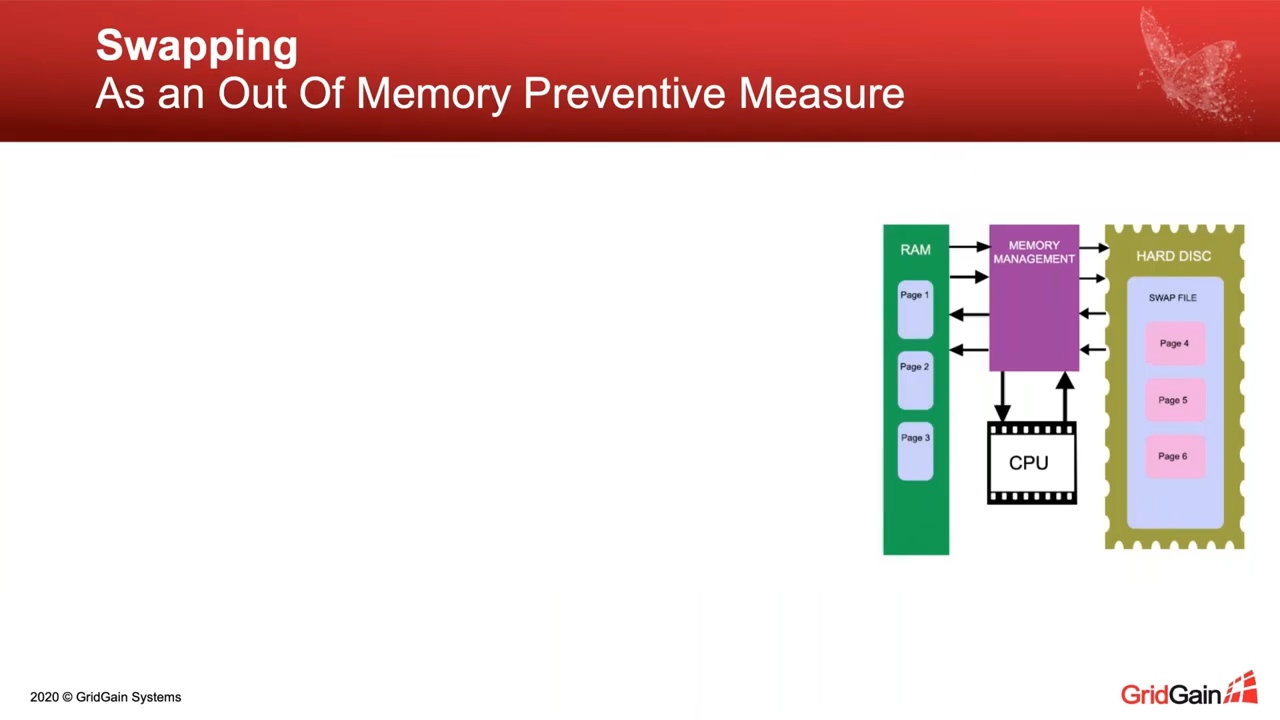 Swapping
As an Out Of Memory Preventive Measure
RAM
Page 1
Page 2
Page 3
MEMORY
MANAGEMENT
CPU
HARD DISC
SWAP FILE
Page 4
Page 5
Page 6
2020 © GridGain Systems
GridGain